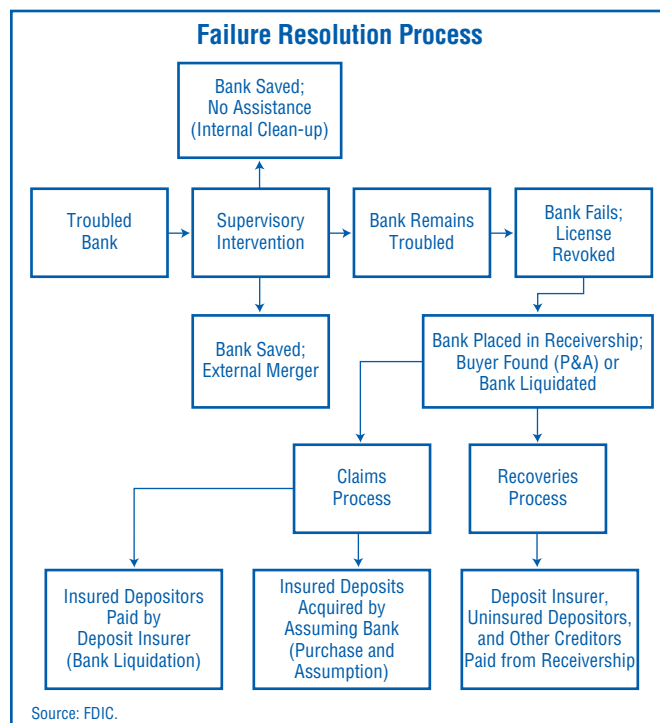 Failure Resolution Process
Bank Saved;
No Assistance
(Internal Clean-up)
Troubled
Bank
Supervisory
Intervention
Bank Remains
Troubled
Bank Fails;
License
Revoked
Bank Saved;
External Merger
Bank Placed in Receivership;
Buyer Found (P&A) or
Bank Liquidated
Claims
Process
Recoveries
Process
Insured Depositors
Paid by
Deposit Insurer
(Bank Liquidation)
Insured Deposits
Acquired by
Assuming Bank
(Purchase and
Assumption)
Deposit Insurer,
Uninsured Depositors,
and Other Creditors
Paid from Receivership
Source: FDIC.